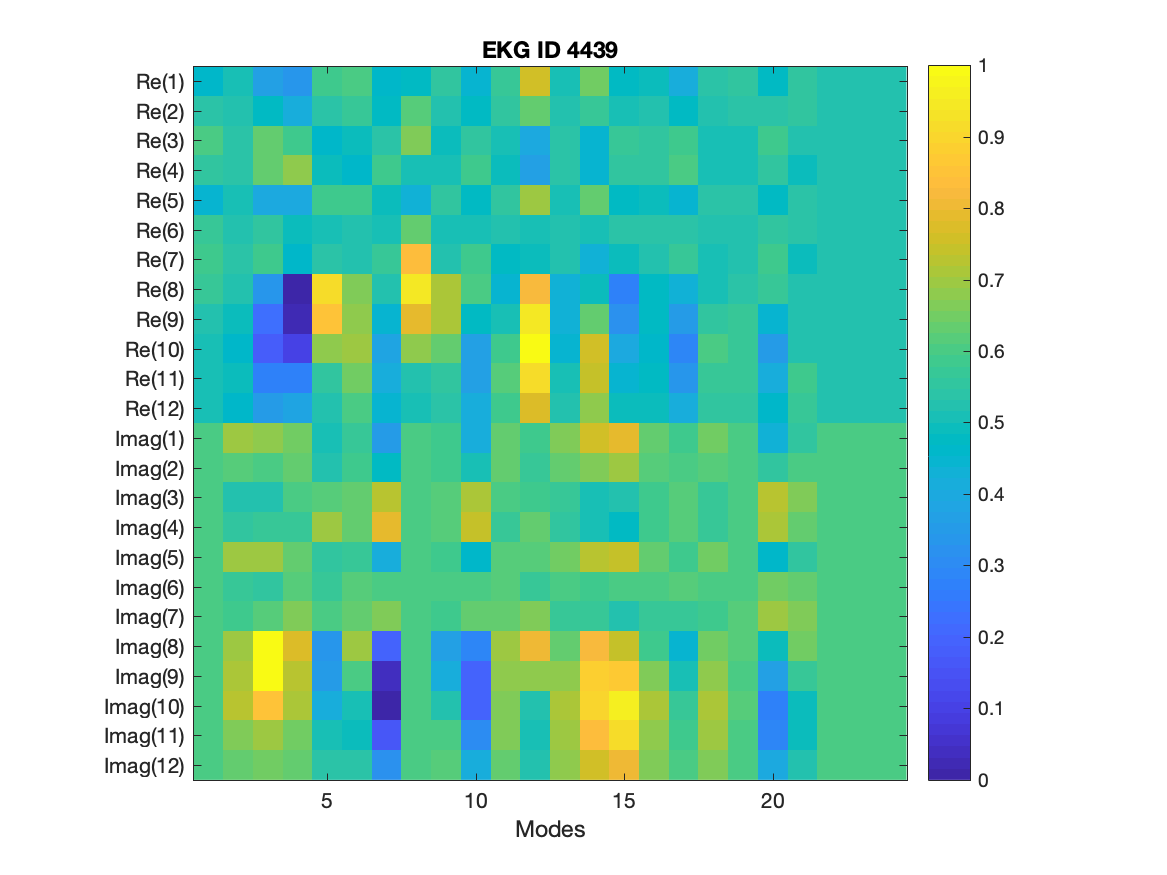 EKG ID 4439
Re(1)
Re(2)
Re(3)
Re(4)
Re(5)
Re(6)
Re(7)
Re(8)
Re(9)
Re(10)
Re(11)
Re(12)
Imag(1)
Imag(2)
Imag(3)
Imag(4)
Imag(5)
Imag(6)
Imag(7)
Imag(8)
Imag(9)
Imag(10)
Imag(11)
Imag(12)
5 10 15 20
Modes
1
0.9
0.8
0.7
0.6
0.5
0.4
0.3
0.2
0.1
0